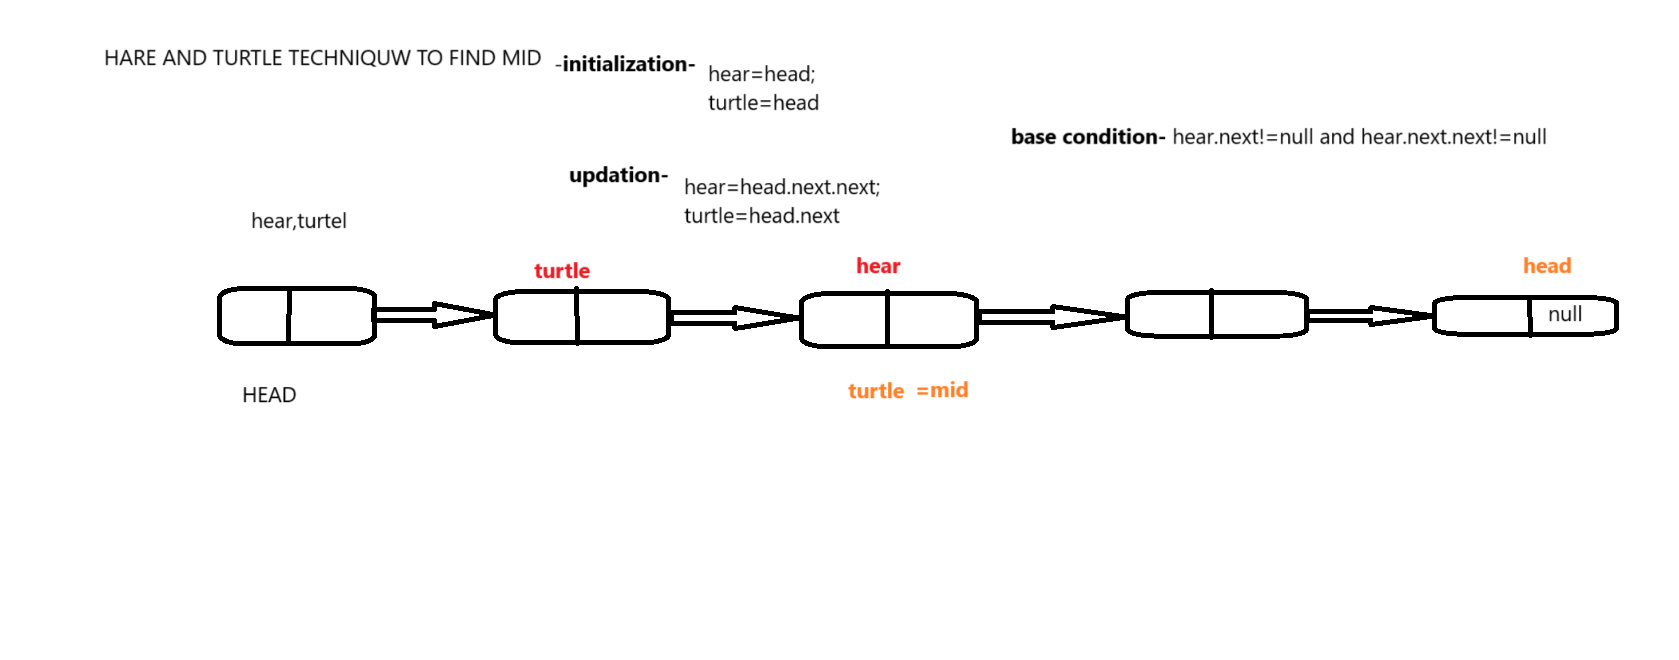 HARE AND TURTLE TECHNIQUW TO FIND MID -initialization-
hear=head;
turtle=head
base condition- hear.next!=null and hear.next.next!=null
updation-
hear=head.next.next;
turtle=head.next
hear,turtel
turtle
hear
head
null
HEAD
turtle =mid